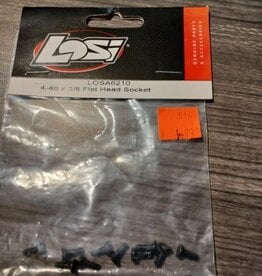 LOSi
GENUINE PARTS
& ACCESSORIES
LOSA6210
4-40 x 3/8 Flat Head Socket